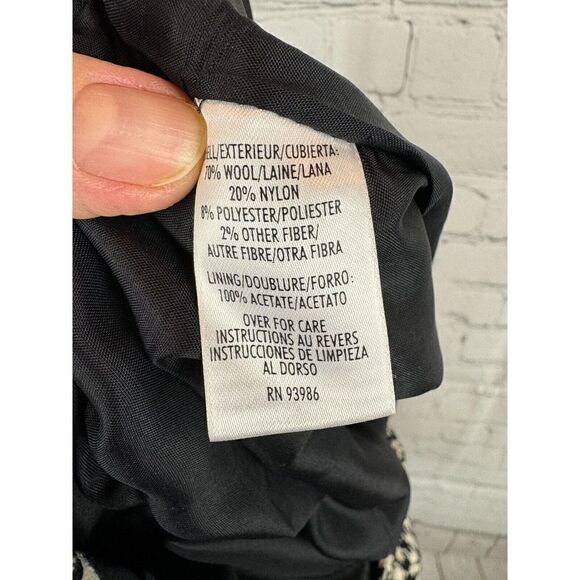 ELL/EXTERIEUR/CUBIERTA:
70% WOOL/LAINE/LANA
20% NYLON
8% POLYESTER/POLIESTER
2% OTHER FIBER/
AUTRE FIBRE/OTRA FIBRA
LINING/DOUBLURE/FORRO:
100% ACETATE/ACETATO
OVER FOR CARE
INSTRUCTIONS AU REVERS
INSTRUCCIONES DE LIMPIEZA
AL DORSO
RN 93986